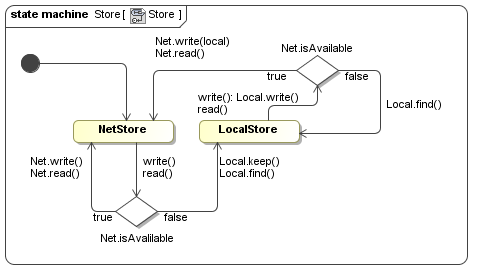 state machine Store [ Store ]
Net.write(local)
Net.read()
Net.isAvailable
true
false
write(): Local.write()
read()
Local.find()
NetStore
LocalStore
Net.write()
Net.read()
write()
read()
Local.keep()
Local.find()
true
false
Net.isAvalilable